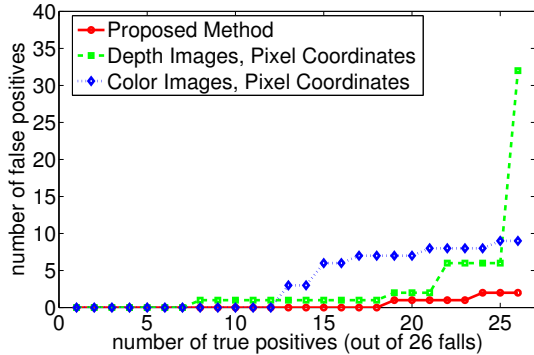 40
35
30
25
20
15
10
5
0
number of false positives
Proposed Method
Depth Images, Pixel Coordinates
Color Images, Pixel Coordinates
0 5 10 15 20 25
number of true positives (out of 26 falls)